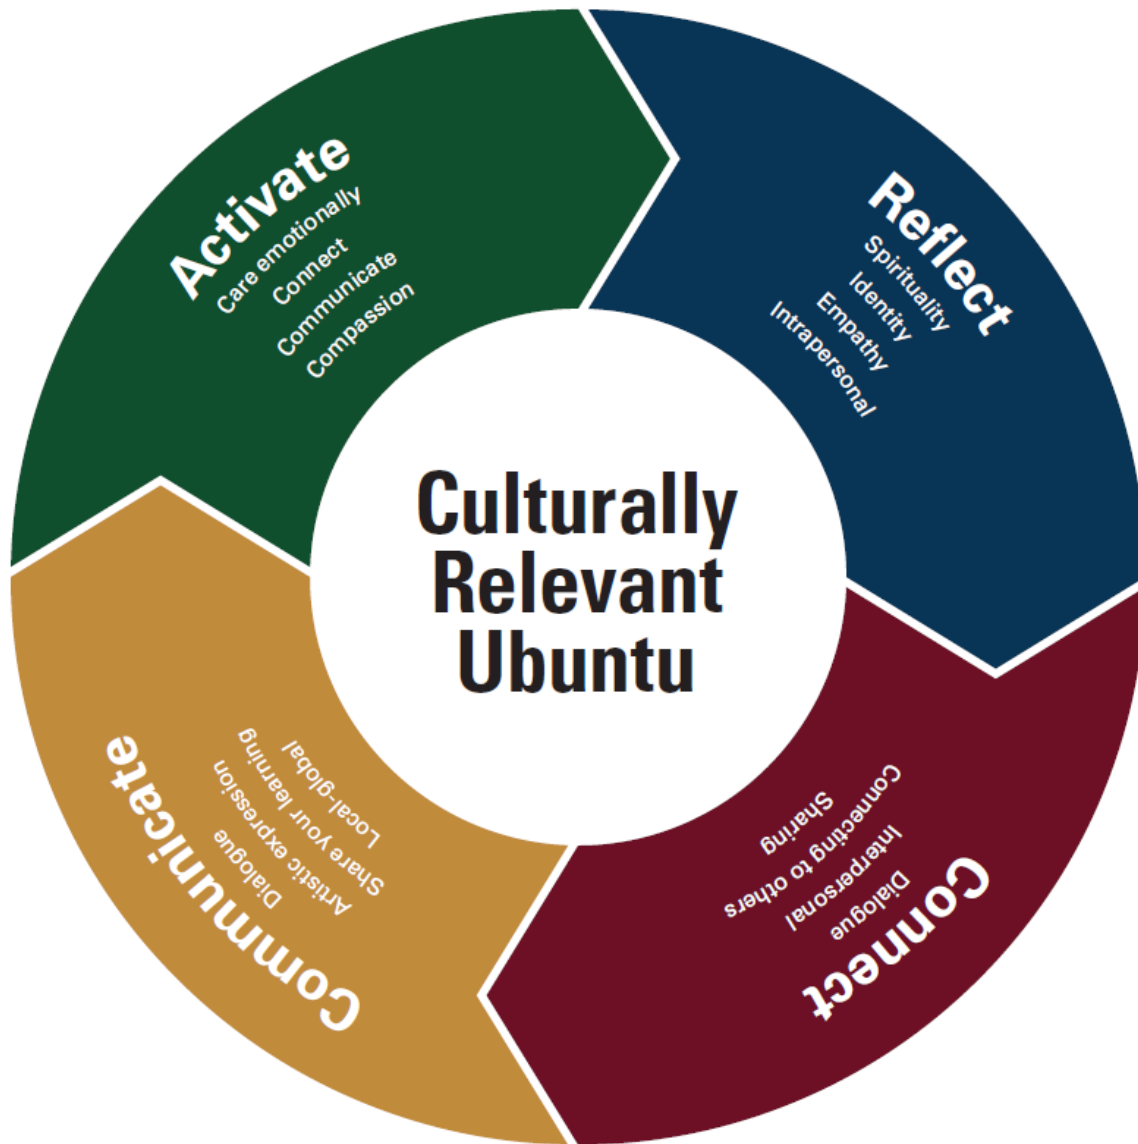 Culturally
Relevant
Ubuntu
Activate
Care emotionally
Connect
Communicate
Compassion
Reflect
Spirituality
Identity
Empathy
Intrapersonal
Connect
Dialogue
Interpersonal
Connecting to others
Sharing
Communicate
Dialogue
Artistic expression
Share your learning
Local-global